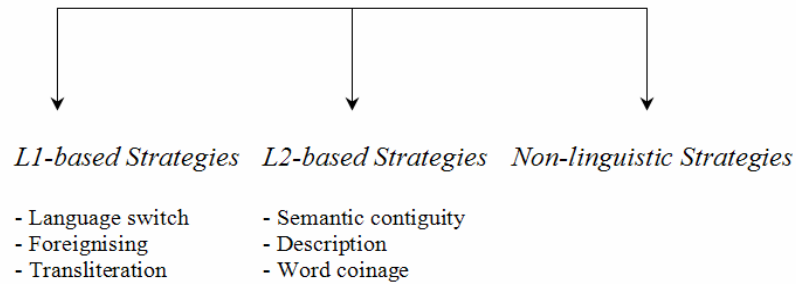 L1-based Strategies L2-based Strategies Non-linguistic Strategies
- Language switch - Semantic contiguity
- Foreignising - Description
- Transliteration - Word coinage